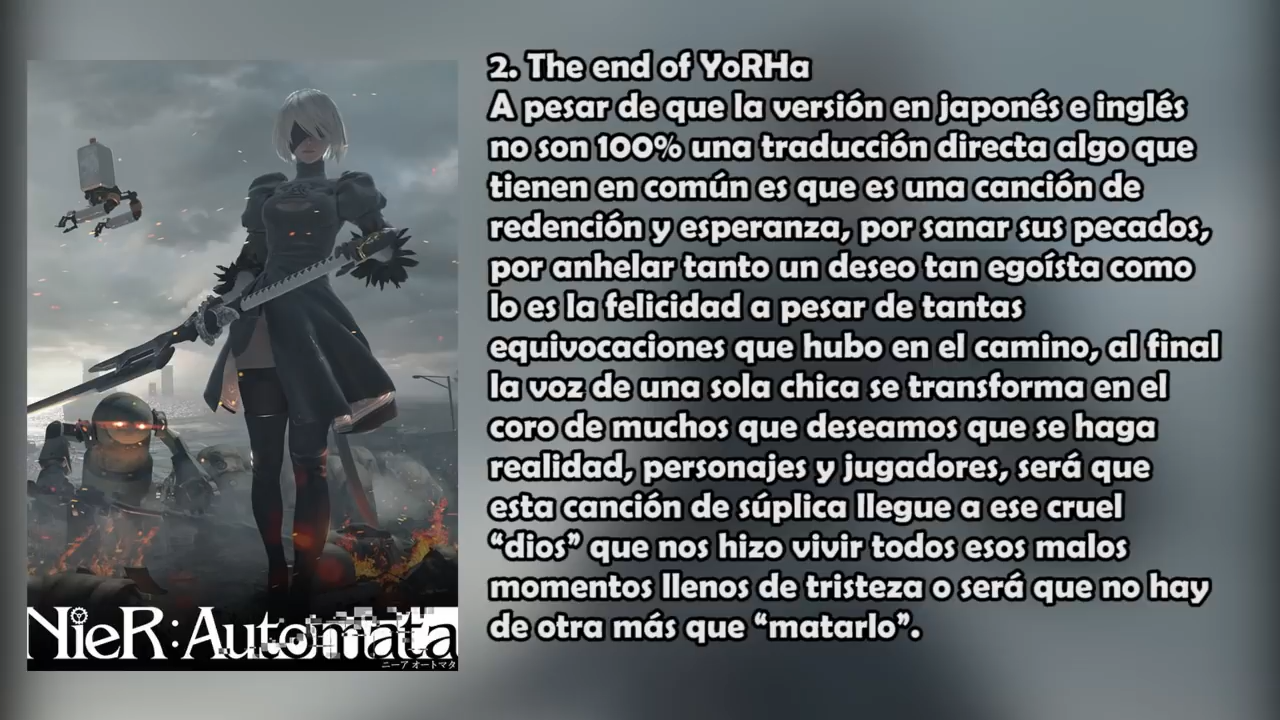 2. The end of YoRHa
A pesar de que la versión en japonés e inglés
no son 100% una traducción directa algo que
tienen en común es que es una canción de
redención y esperanza, por sanar sus pecados,
por anhelar tanto un deseo tan egoísta como
lo es la felicidad a pesar de tantas
equivocaciones que hubo en el camino, al final
la voz de una sola chica se transforma en el
coro de muchos que deseamos que se haga
realidad, personajes y jugadores, será que
esta canción de súplica llegue a ese cruel
“dios” que nos hizo vivir todos esos malos
momentos llenos de tristeza o será que no hay
de otra más que “matarlo”.
NieR:Automata
ニーア オートマタ